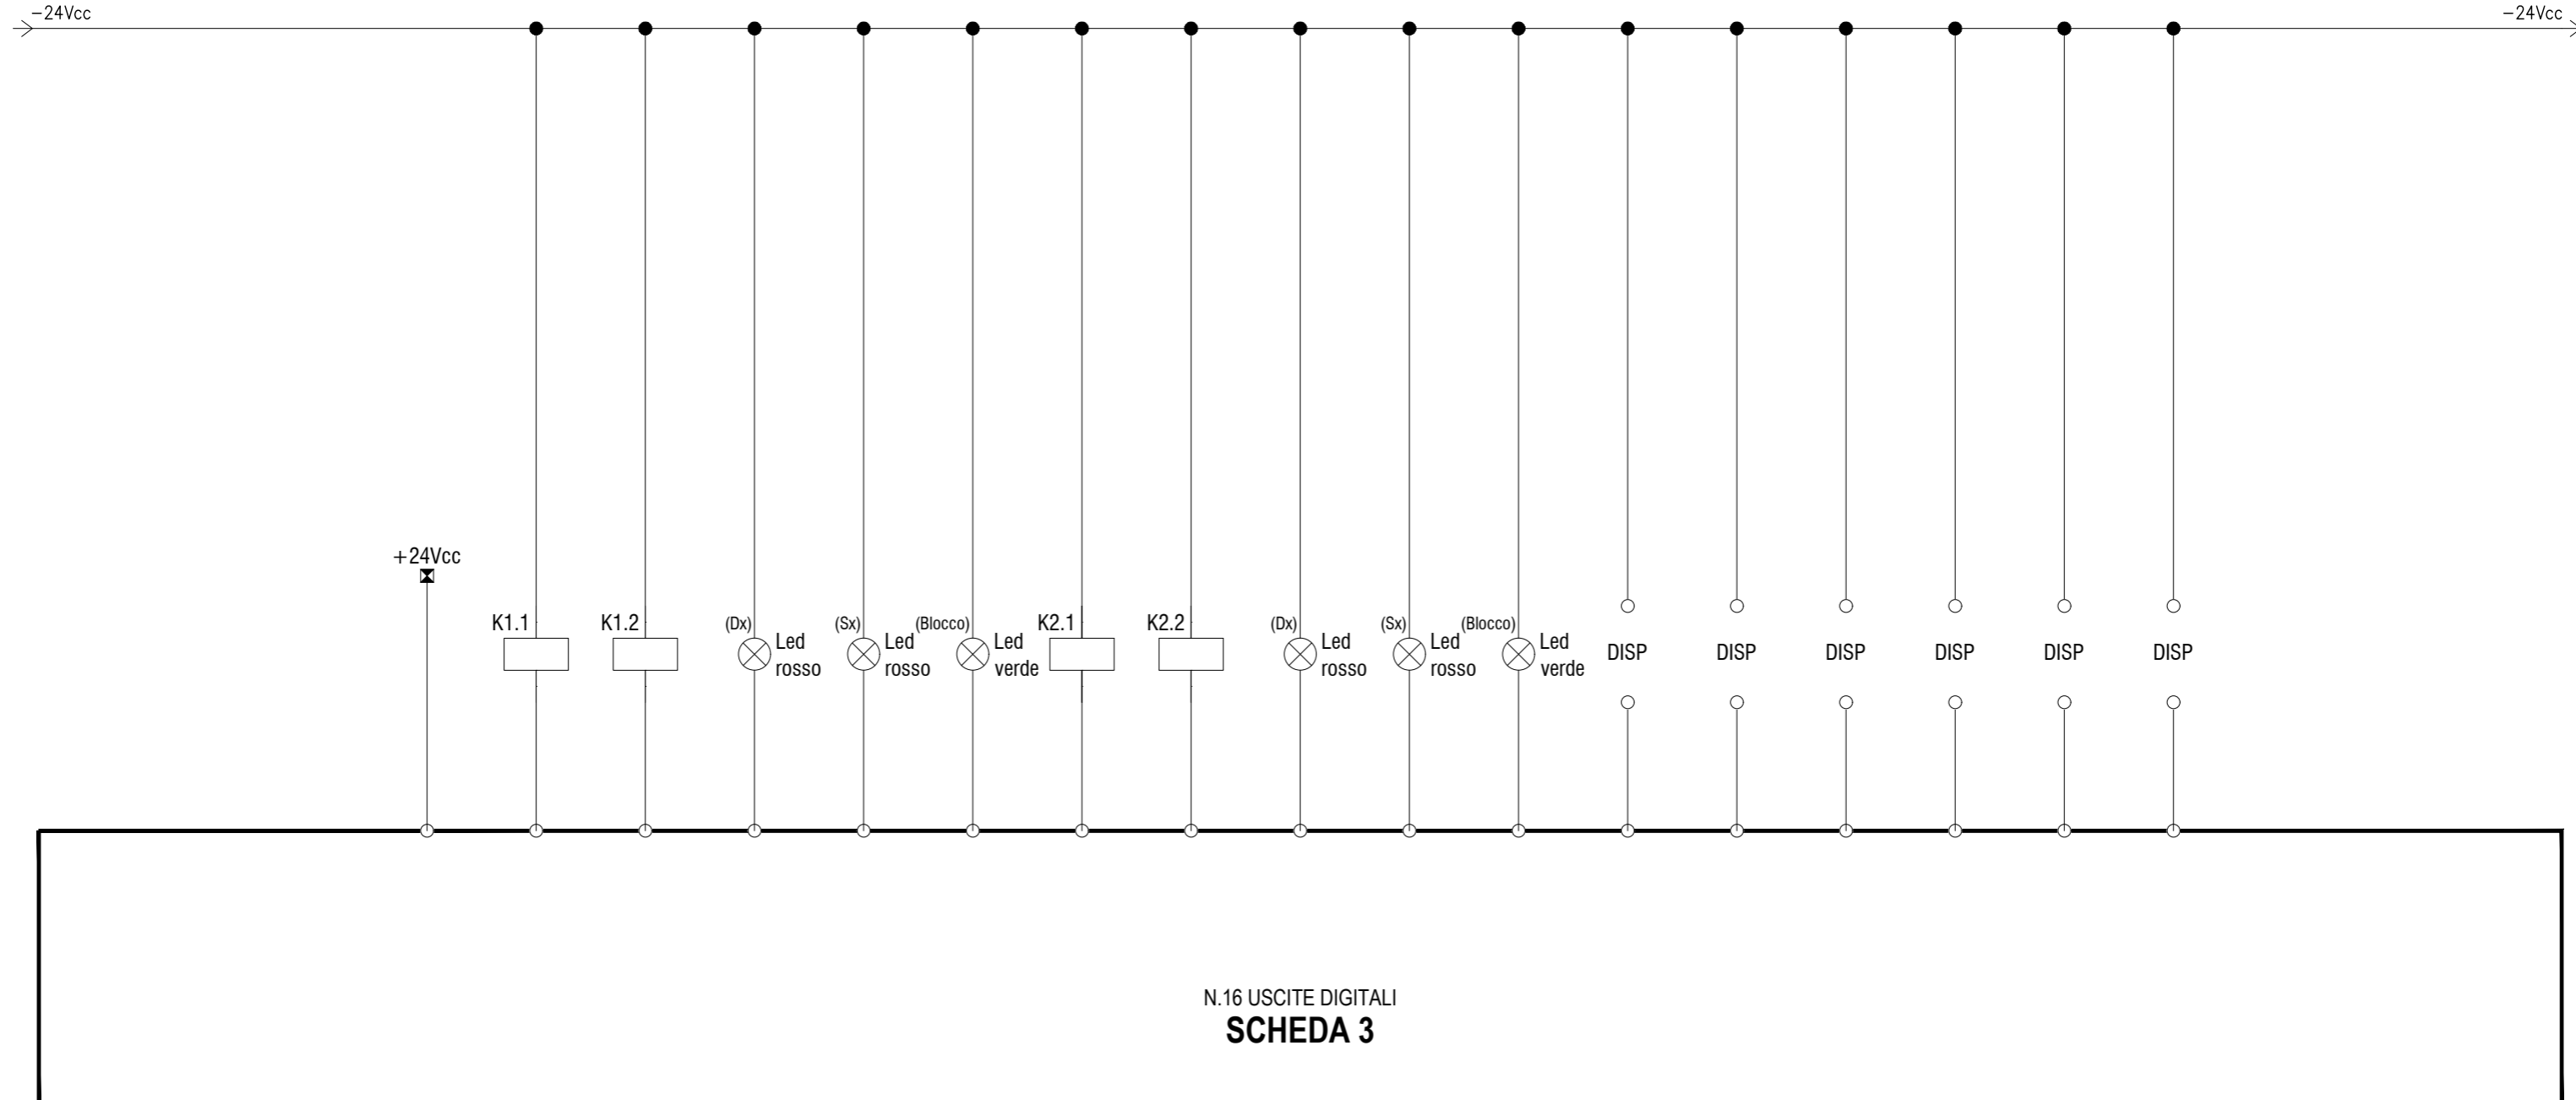 −24Vcc
−24Vcc
+24Vcc
K1.1
K1.2
(Dx)
Led
rosso
(Sx)
Led
rosso
(Blocco)
Led
verde
K2.1
K2.2
(Dx)
Led
rosso
(Sx)
Led
rosso
(Blocco)
Led
verde
DISP
DISP
DISP
DISP
DISP
DISP
N.16 USCITE DIGITALI
SCHEDA 3